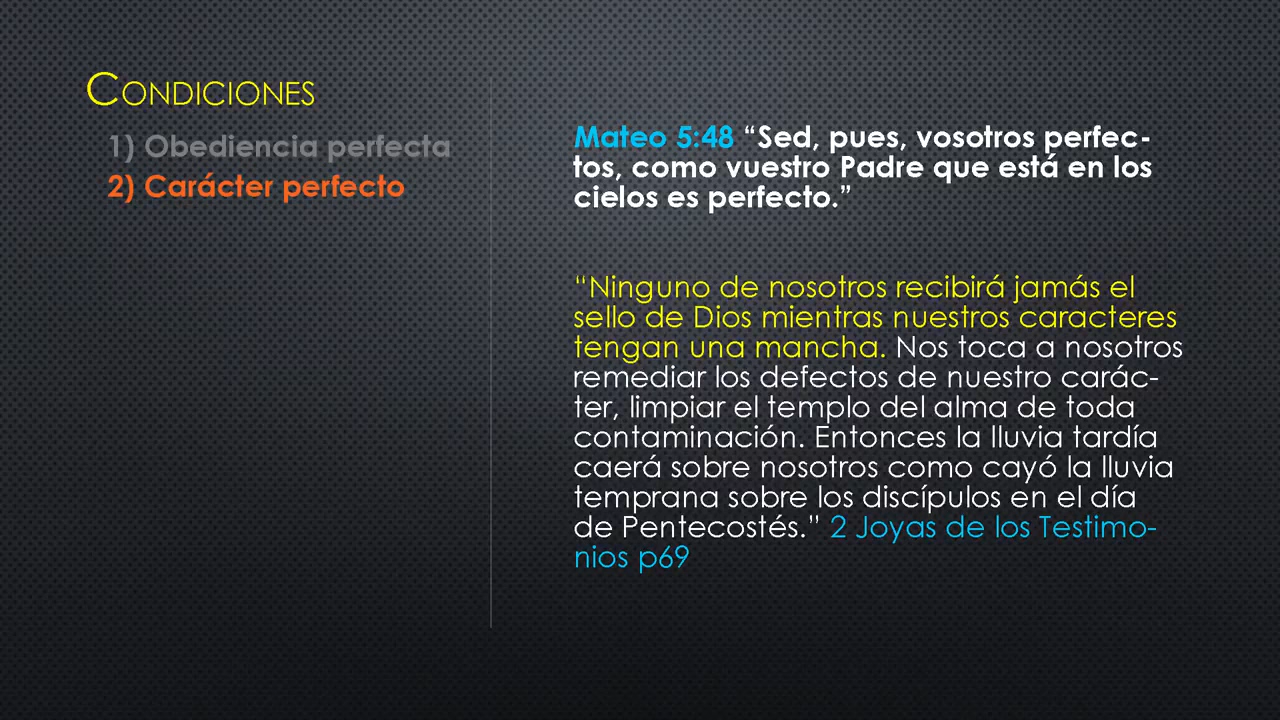 CONDICIONES
1) Obediencia perfecta
2) Carácter perfecto
Mateo 5:48 “Sed, pues, vosotros perfec-
tos, como vuestro Padre que está en los
cielos es perfecto.”
“Ninguno de nosotros recibirá jamás el
sello de Dios mientras nuestros caracteres
tengan una mancha. Nos toca a nosotros
remediar los defectos de nuestro carác-
ter, limpiar el templo del alma de toda
contaminación. Entonces la lluvia tardía
caerá sobre nosotros como cayó la lluvia
temprana sobre los discípulos en el día
de Pentecostés.” 2 Joyas de los Testimo-
nios p69